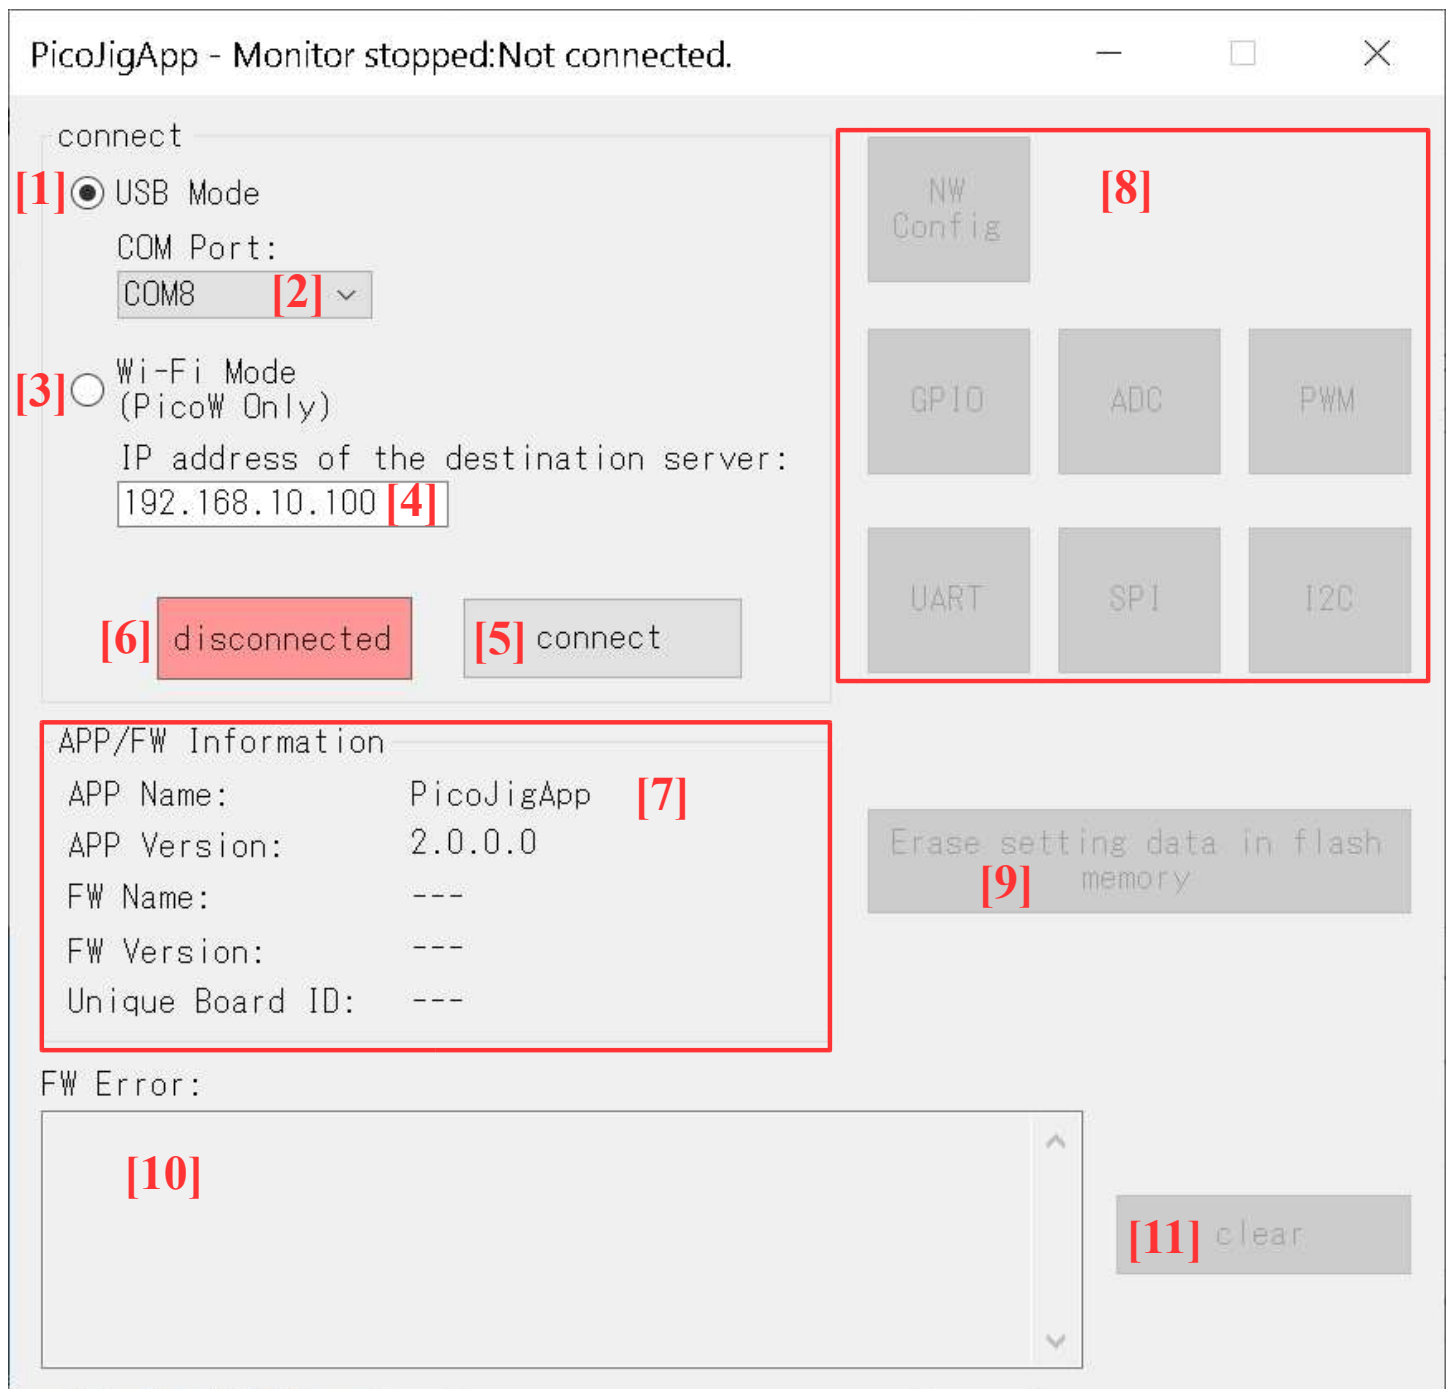 PicoJigApp - Monitor stopped:Not connected.
connect
[1] USB Mode
COM Port:
COM8 [2]
[3] Wi-Fi Mode
(PicoW Only)
IP address of the destination server:
192.168.10.100 [4]
[6] disconnected
[5] connect
NW
Config
[8]
GPIO
ADC
PWM
UART
SPI
I2C
APP/FW Information
APP Name: PicoJigApp [7]
APP Version: 2.0.0.0
FW Name: ---
FW Version: ---
Unique Board ID: ---
Erase setting data in flash
[9] memory
FW Error:
[10]
[11] clear